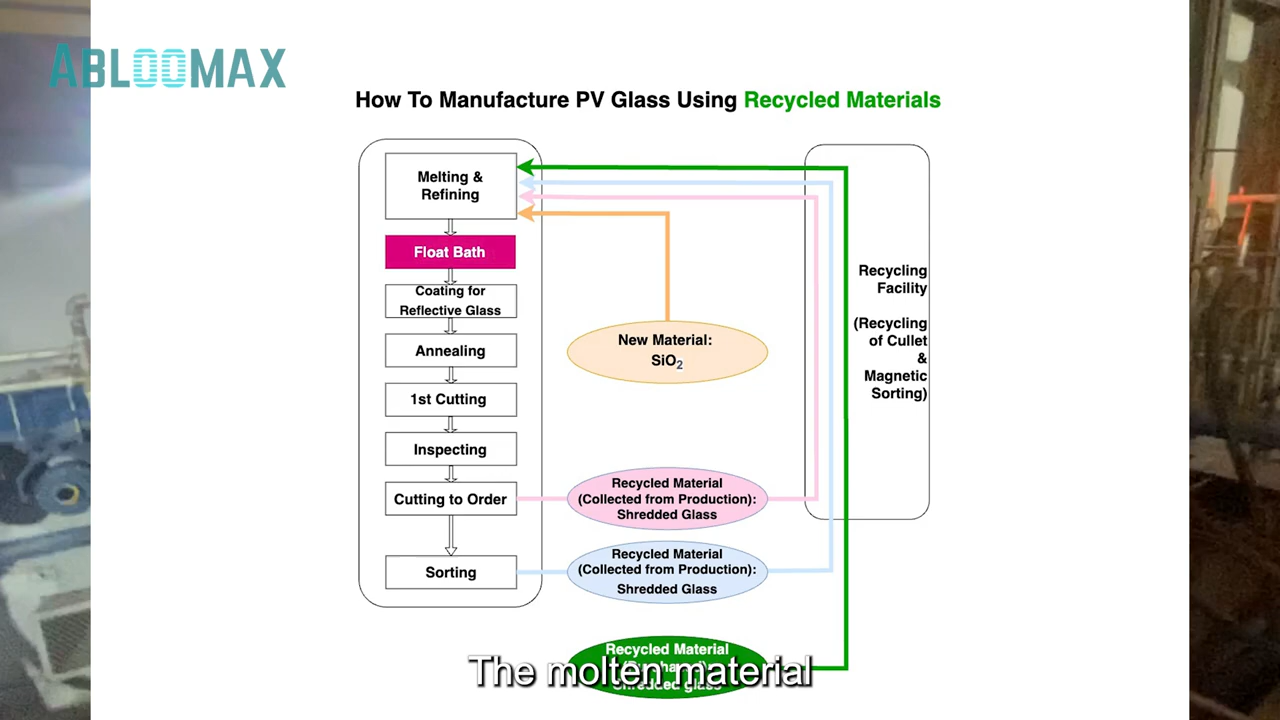 ABLOOMAX
How To Manufacture PV Glass Using Recycled Materials
Melting &
Refining
Float Bath
Coating for
Reflective Glass
Annealing
1st Cutting
Inspecting
Cutting to Order
Sorting
New Material:
SiO2
Recycled Material
(Collected from Production):
Shredded Glass
Recycled Material
(Collected from Production):
Shredded Glass
Recycled Material
Shredded glass
Recycling
Facility
(Recycling
of Cullet
&
Magnetic
Sorting)
The molten material